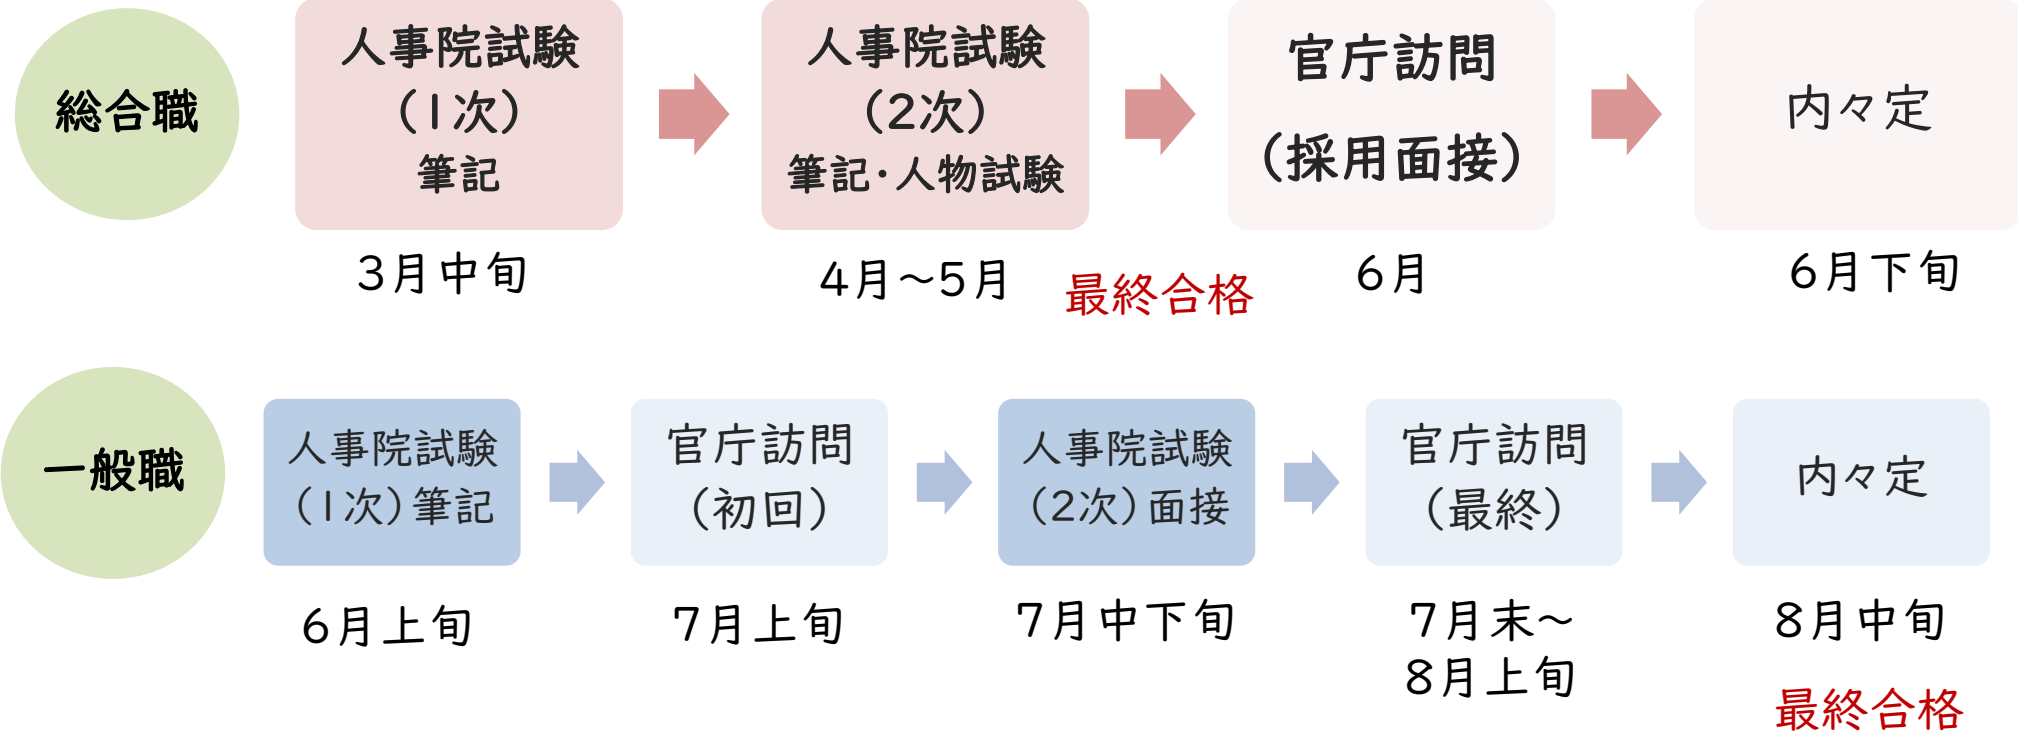 総合職
人事院試験
(1次)
筆記
人事院試験
(2次)
筆記・人物試験
官庁訪問
(採用面接)
内々定
3月中旬
4月～5月
最終合格
6月
6月下旬
一般職
人事院試験
(1次)筆記
官庁訪問
(初回)
人事院試験
(2次)面接
官庁訪問
(最終)
内々定
6月上旬
7月上旬
7月中下旬
7月末～
8月上旬
8月中旬
最終合格